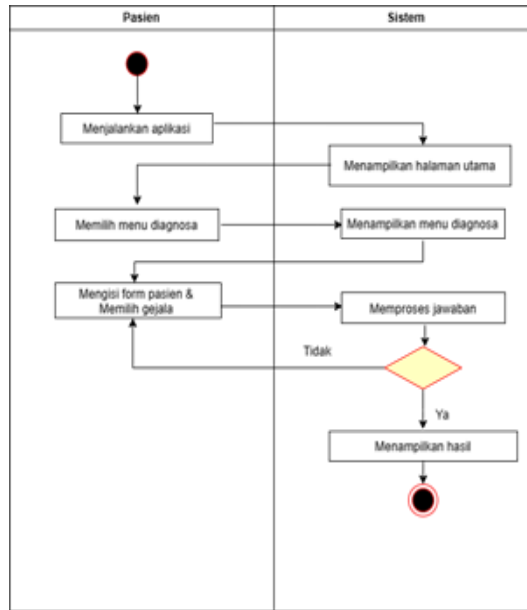 Pasien
Sistem
Menjalankan aplikasi
Menampilkan halaman utama
Memilih menu diagnosa
Menampilkan menu diagnosa
Mengisi form pasien &
Memilih gejala
Memproses jawaban
Tidak
Ya
Menampilkan hasil